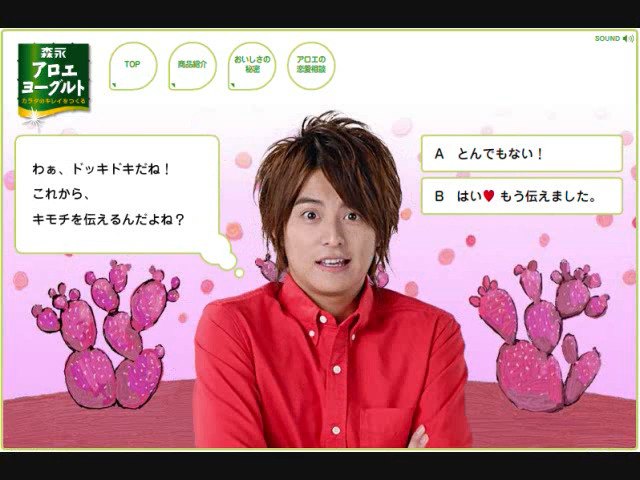 SOUND
森永
アロエ
ヨーグルト
カラダのキレイをつくる
TOP
商品紹介
おいしさの
秘密
アロエの
恋愛相談
わぁ、ドッキドキだね！
これから、
キモチを伝えるんだよね？
A とんでもない！
B はい♥もう伝えました。